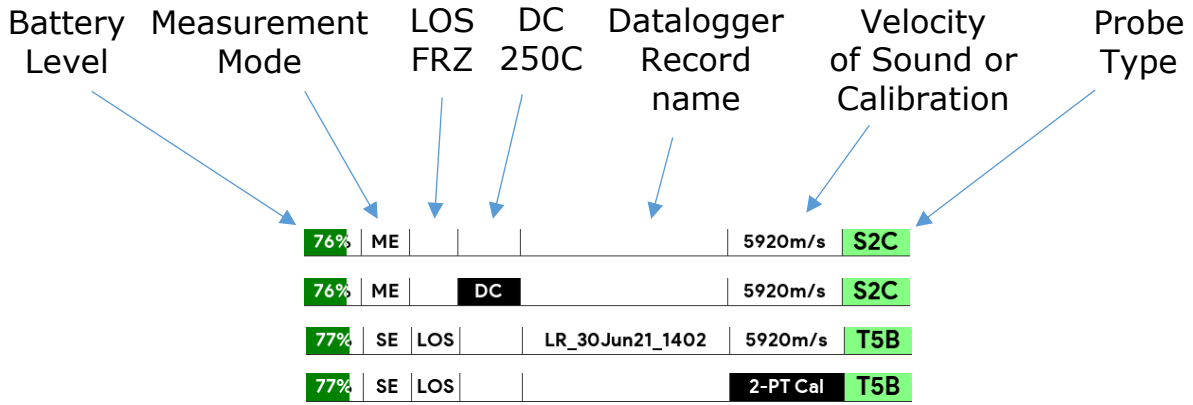 Battery Measurement LOS DC Datalogger Velocity Probe
Level Mode FRZ 250C Record of Sound or Type
name Calibration
76% ME 5920m/s S2C
76% ME DC 5920m/s S2C
77% SE LOS LR_30Jun21_1402 5920m/s T5B
77% SE LOS 2-PT Cal T5B